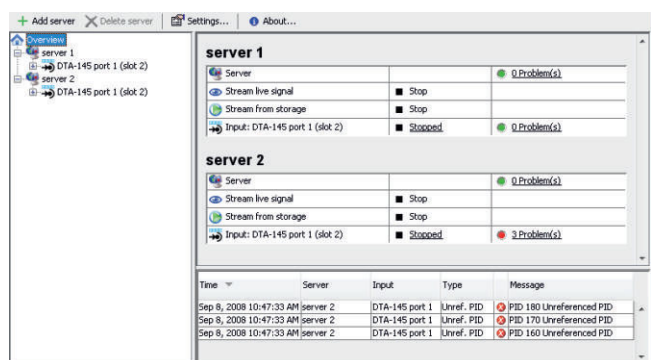 Add server Delete server Settings... About...
Overview
server 1
DTA-145 port 1 (slot 2)
server 2
DTA-145 port 1 (slot 2)
server 1
Server 0 Problem(s)
Stream live signal Stop
Stream from storage Stop
Input: DTA-145 port 1 (slot 2) Stopped 0 Problem(s)
server 2
Server 0 Problem(s)
Stream live signal Stop
Stream from storage Stop
Input: DTA-145 port 1 (slot 2) Stopped 3 Problem(s)
Time Server Input Type Message
Sep 8, 2008 10:47:33 AM server 2 DTA-145 port 1 Unref. PID PID 180 Unreferenced PID
Sep 8, 2008 10:47:33 AM server 2 DTA-145 port 1 Unref. PID PID 170 Unreferenced PID
Sep 8, 2008 10:47:33 AM server 2 DTA-145 port 1 Unref. PID PID 160 Unreferenced PID